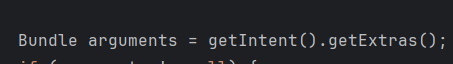 Bundle arguments = getIntent().getExtras();